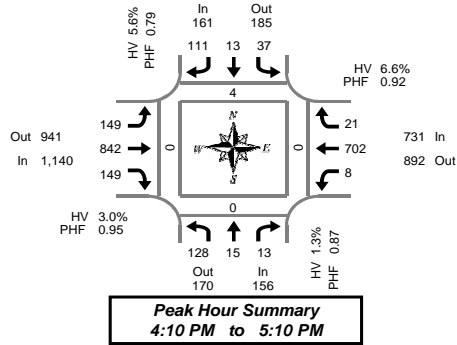 HV 5.6%
PHF 0.79
In
161
Out
185
111 13 37
HV 6.6%
PHF 0.92
4
Out 941
In 1,140
149
842
149
0
N
W E
S
0
21
702
8
731 In
892 Out
HV 3.0%
PHF 0.95
0
128 15 13
Out
170
In
156
HV 1.3%
PHF 0.87
Peak Hour Summary
4:10 PM to 5:10 PM